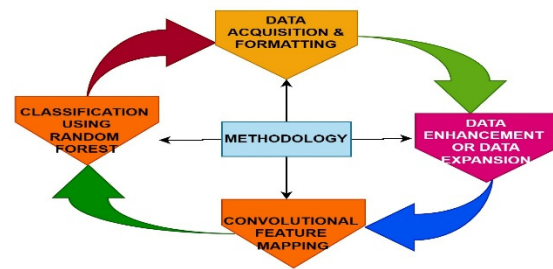 DATA
ACQUISITION &
FORMATTING
CLASSIFICATION
USING
RANDOM
FOREST
METHODOLOGY
DATA
ENHANCEMENT
OR DATA
EXPANSION
CONVOLUTIONAL
FEATURE
MAPPING